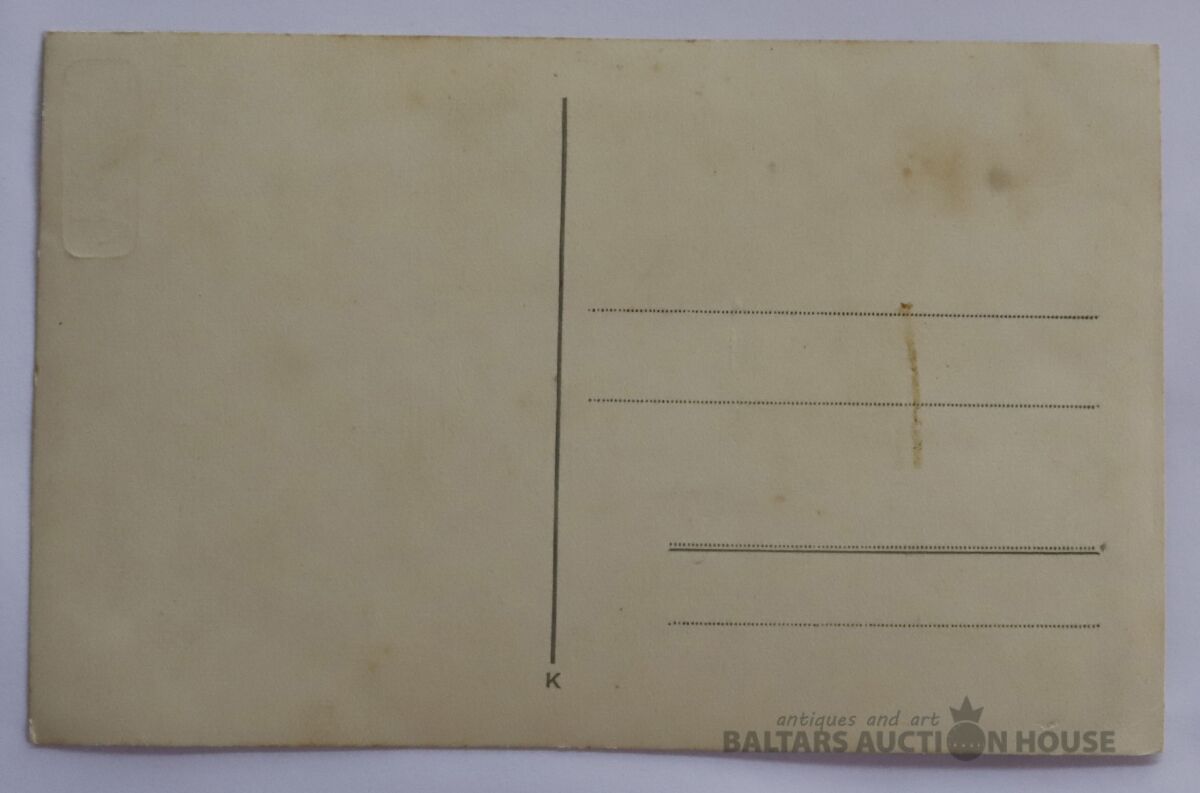 K
antiques and art
BALTARS AUCTION HOUSE